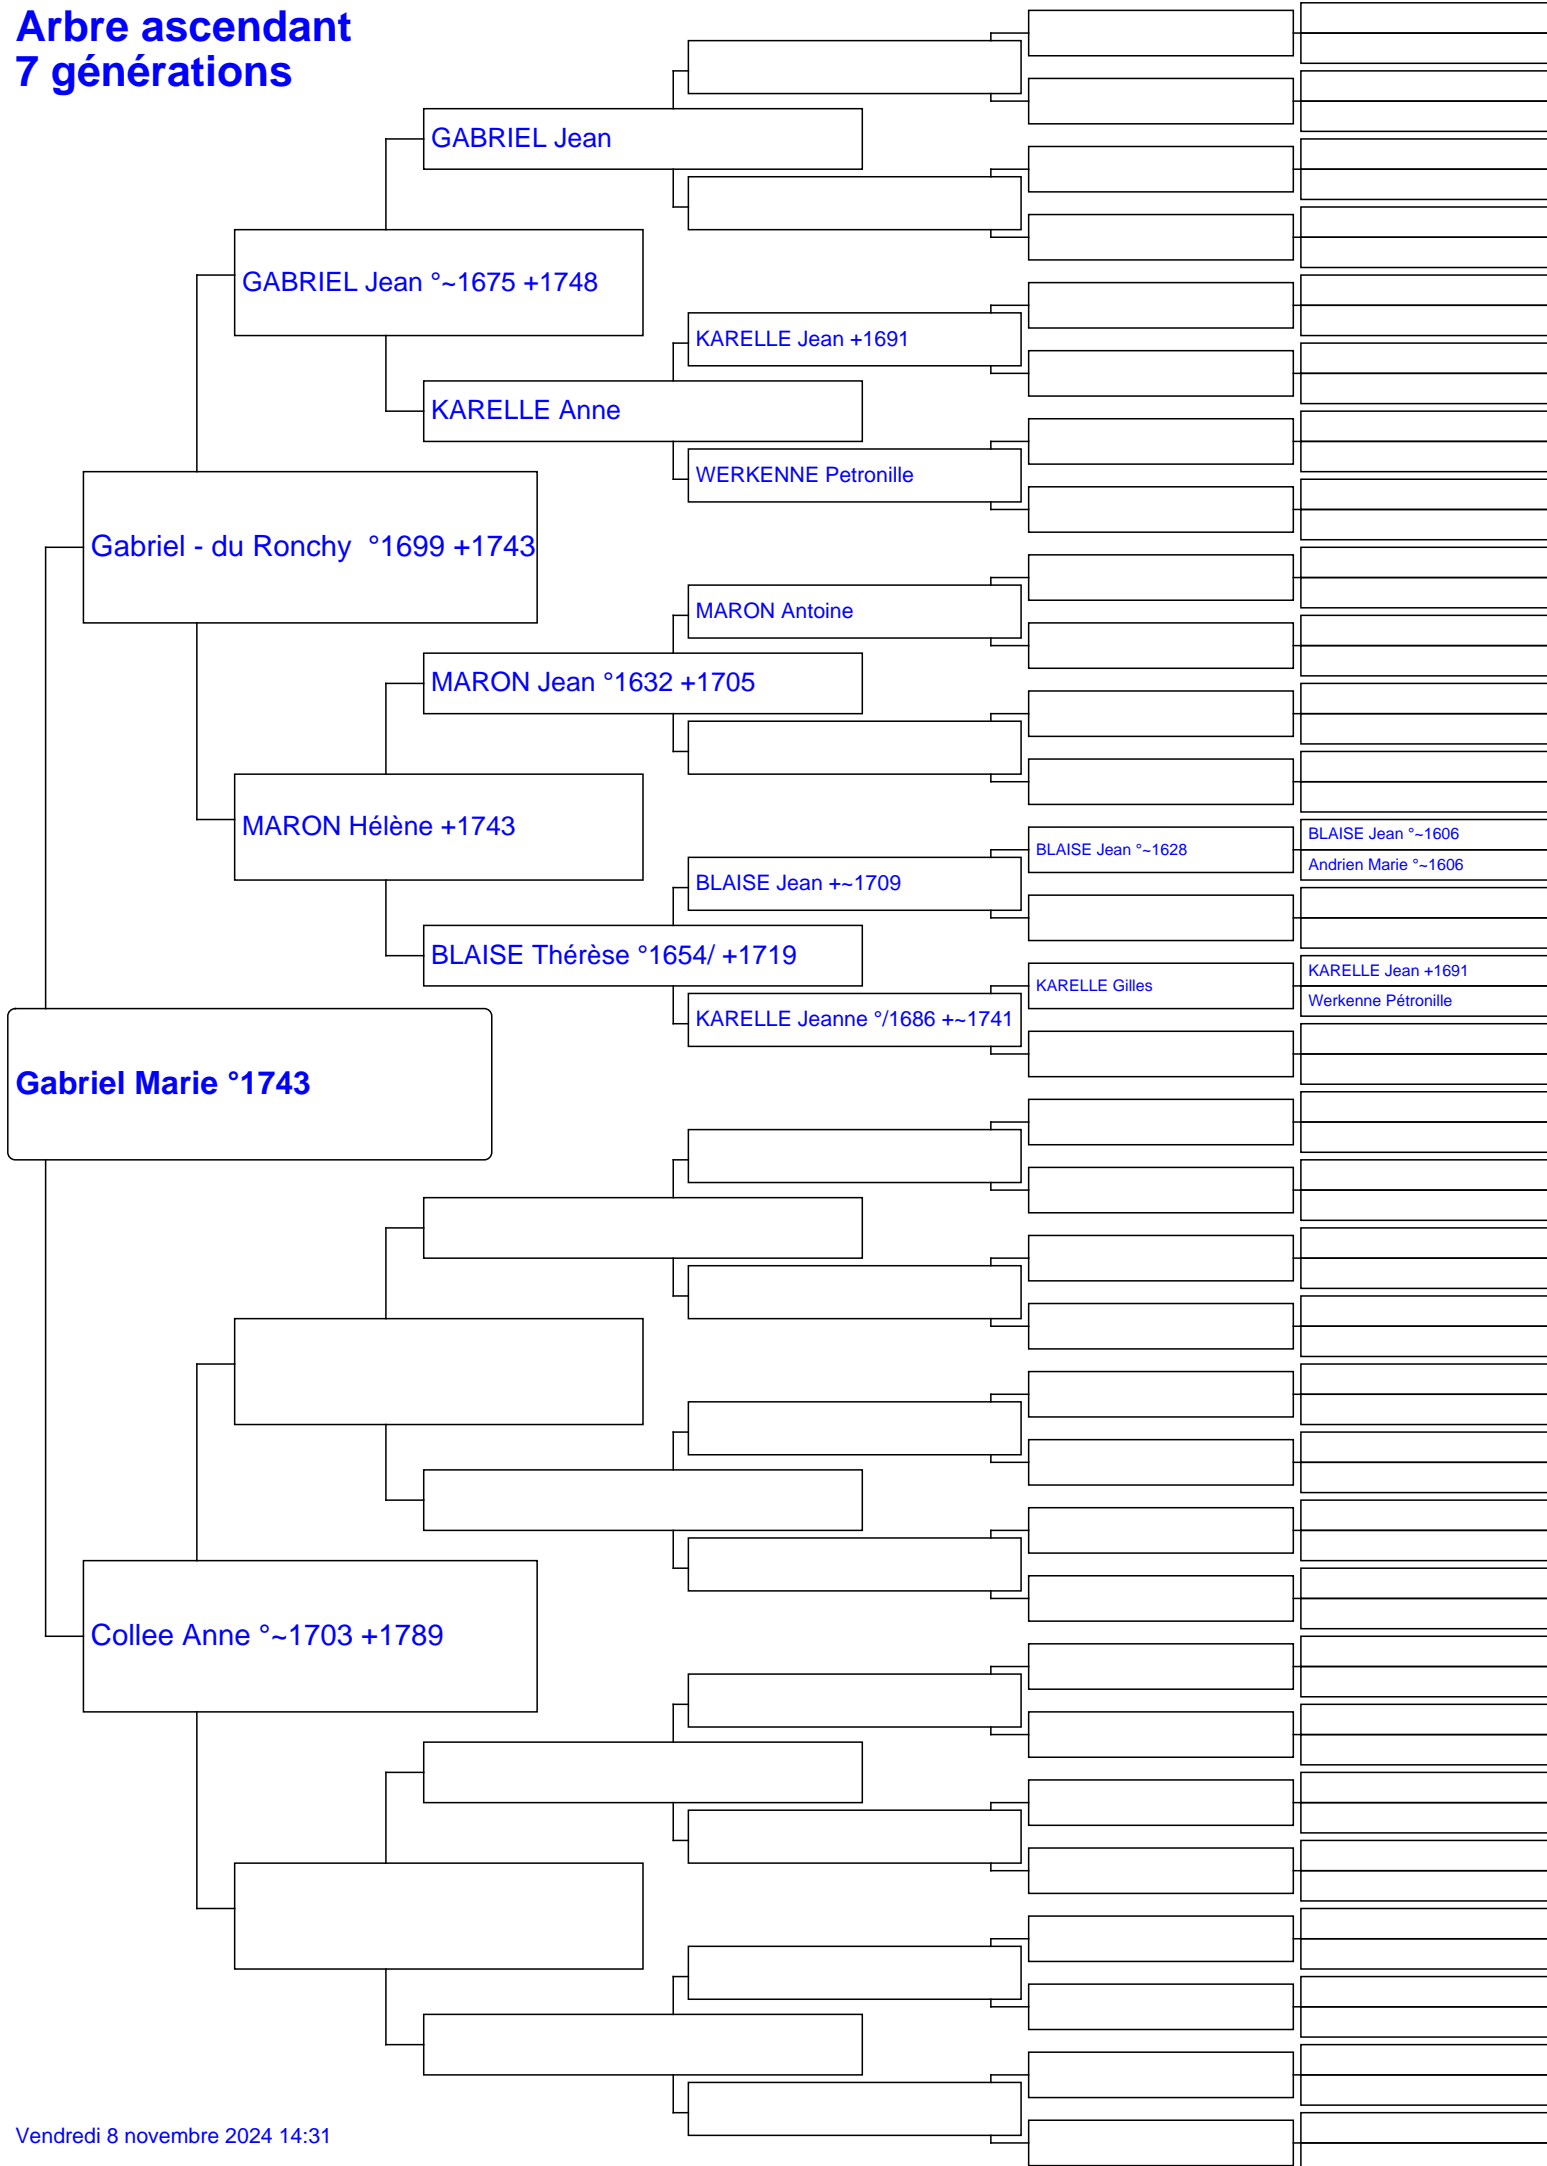 Arbre ascendant
7 générations
GABRIEL Jean
GABRIEL Jean °~1675 +1748
KARELLE Jean +1691
KARELLE Anne
WERKENNE Petronille
Gabriel - du Ronchy  °1699 +1743
MARON Antoine
MARON Jean °1632 +1705
MARON Hélène +1743
BLAISE Jean °~1606
BLAISE Jean °~1628
Andrien Marie °~1606
BLAISE Jean +~1709
BLAISE Thérèse °1654/ +1719
KARELLE Jean +1691
KARELLE Gilles
Werkenne Pétronille
KARELLE Jeanne °/1686 +~1741
Gabriel Marie °1743
Collee Anne °~1703 +1789
Vendredi 8 novembre 2024 14:31